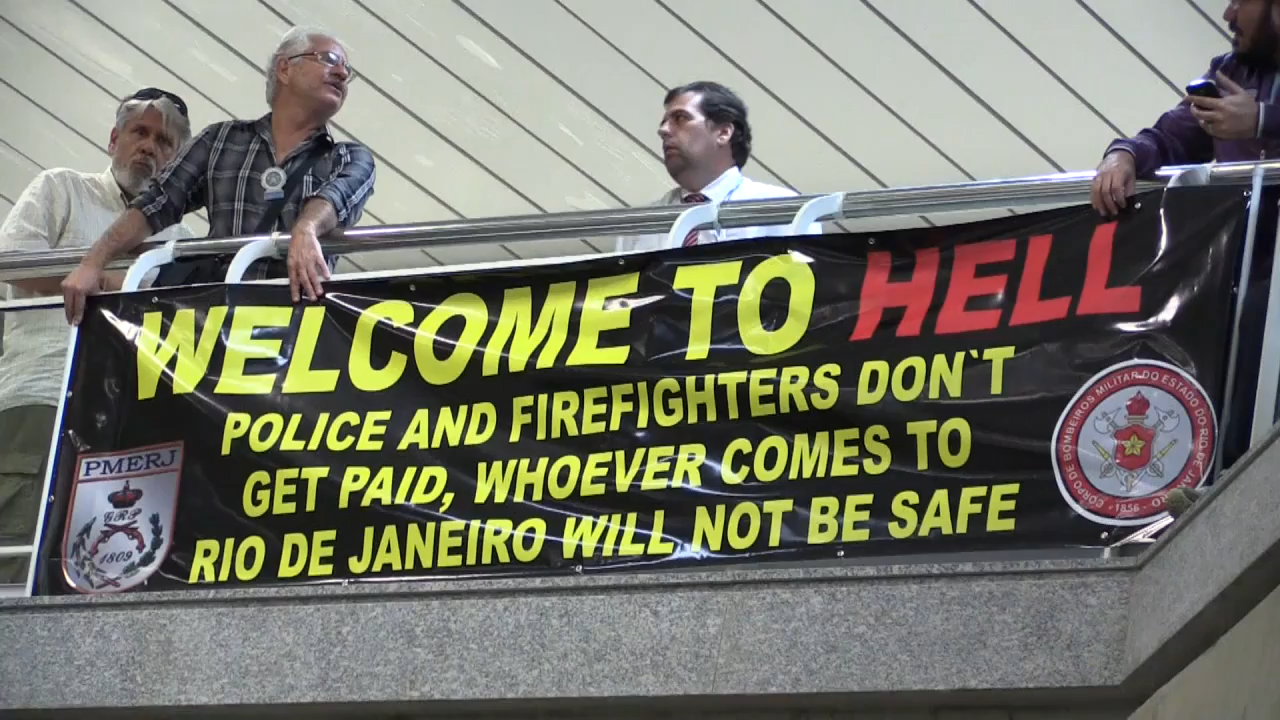 WELCOME TO HELL
POLICE AND FIREFIGHTERS DON`T
GET PAID, WHOEVER COMES TO
RIO DE JANEIRO WILL NOT BE SAFE
PMERJ
GRP
1809
CORPO DE BOMBEIROS MILITAR DO ESTADO DO RIO DE JANEIRO
- 1856 -